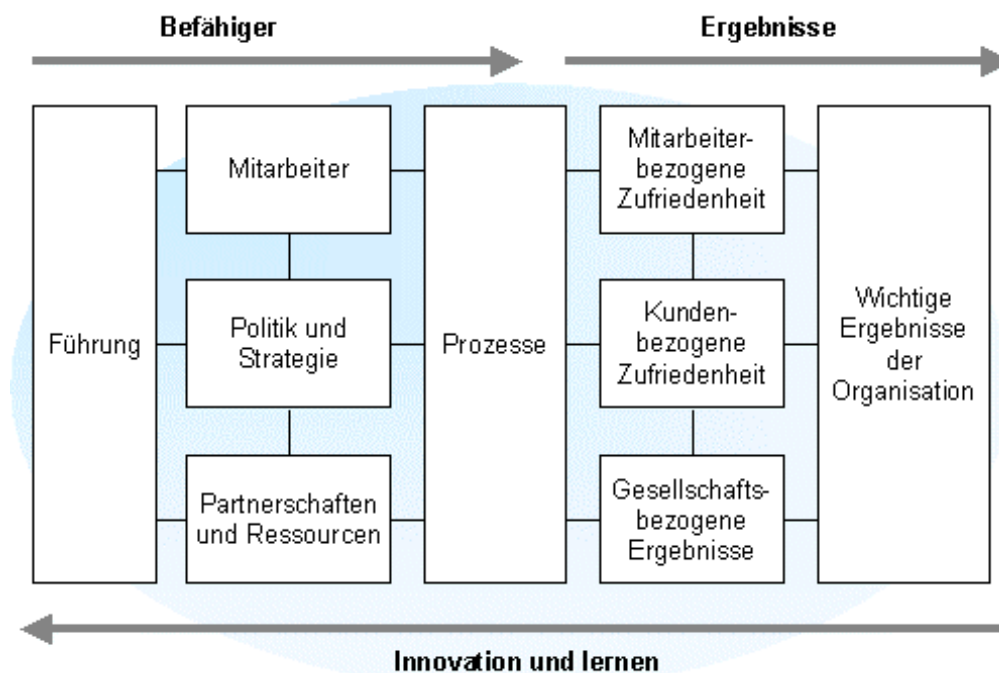 Befähiger
Ergebnisse
Führung
Mitarbeiter
Politik und
Strategie
Partnerschaften
und Ressourcen
Prozesse
Mitarbeiter-
bezogene
Zufriedenheit
Kunden-
bezogene
Zufriedenheit
Gesellschafts-
bezogene
Ergebnisse
Wichtige
Ergebnisse
der
Organisation
Innovation und lernen